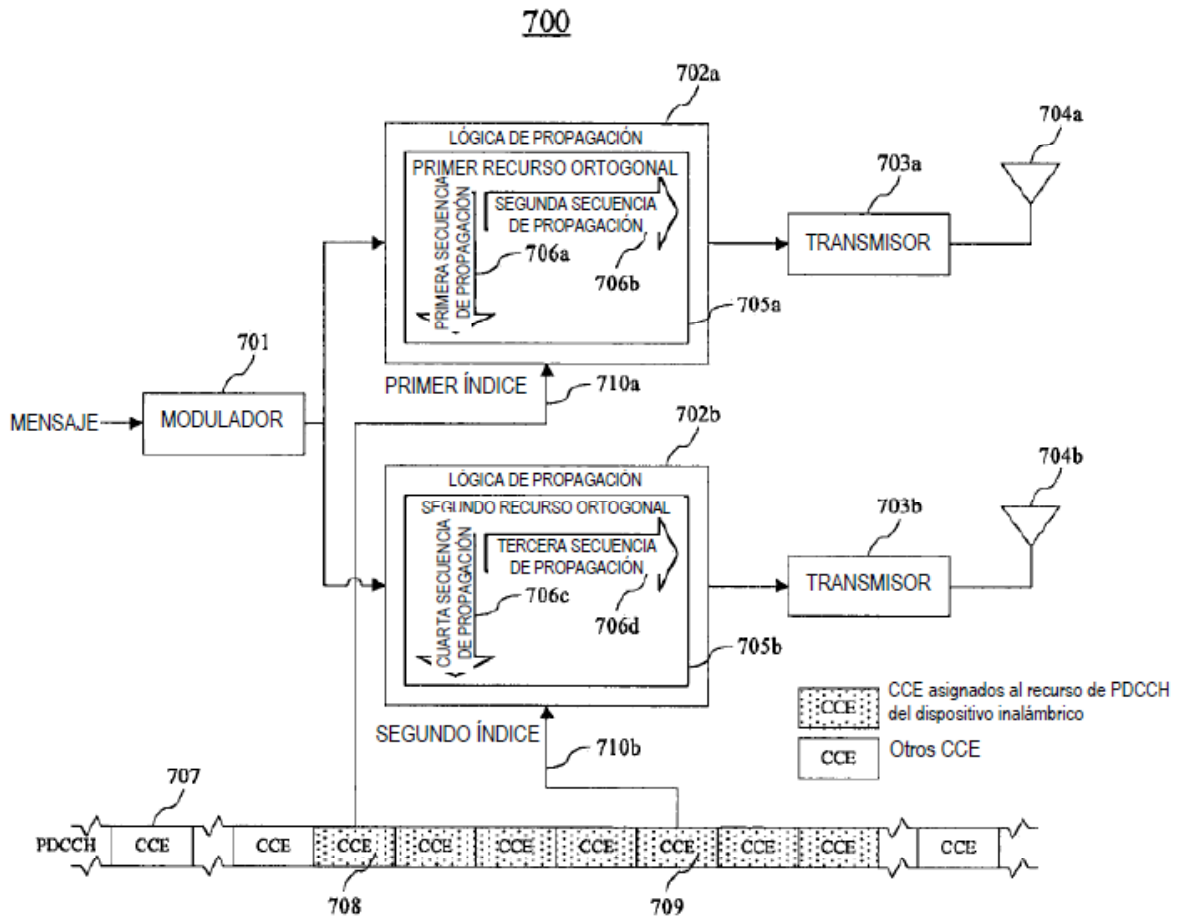 700
702a
LÓGICA DE PROPAGACIÓN
PRIMER RECURSO ORTOGONAL
PRIMERA SECUENCIA
DE PROPAGACIÓN
SEGUNDA SECUENCIA
DE PROPAGACIÓN
706a
706b
705a
703a
TRANSMISOR
704a
701
MENSAJE
MODULADOR
PRIMER ÍNDICE
710a
702b
LÓGICA DE PROPAGACIÓN
SEGUNDO RECURSO ORTOGONAL
CUARTA SECUENCIA
DE PROPAGACIÓN
TERCERA SECUENCIA
DE PROPAGACIÓN
706c
706d
705b
703b
TRANSMISOR
704b
SEGUNDO ÍNDICE
710b
CCE
CCE asignados al recurso de PDCCH
del dispositivo inalámbrico
CCE
Otros CCE
707
PDCCH CCE CCE CCE CCE CCE CCE CCE CCE CCE CCE
708
709